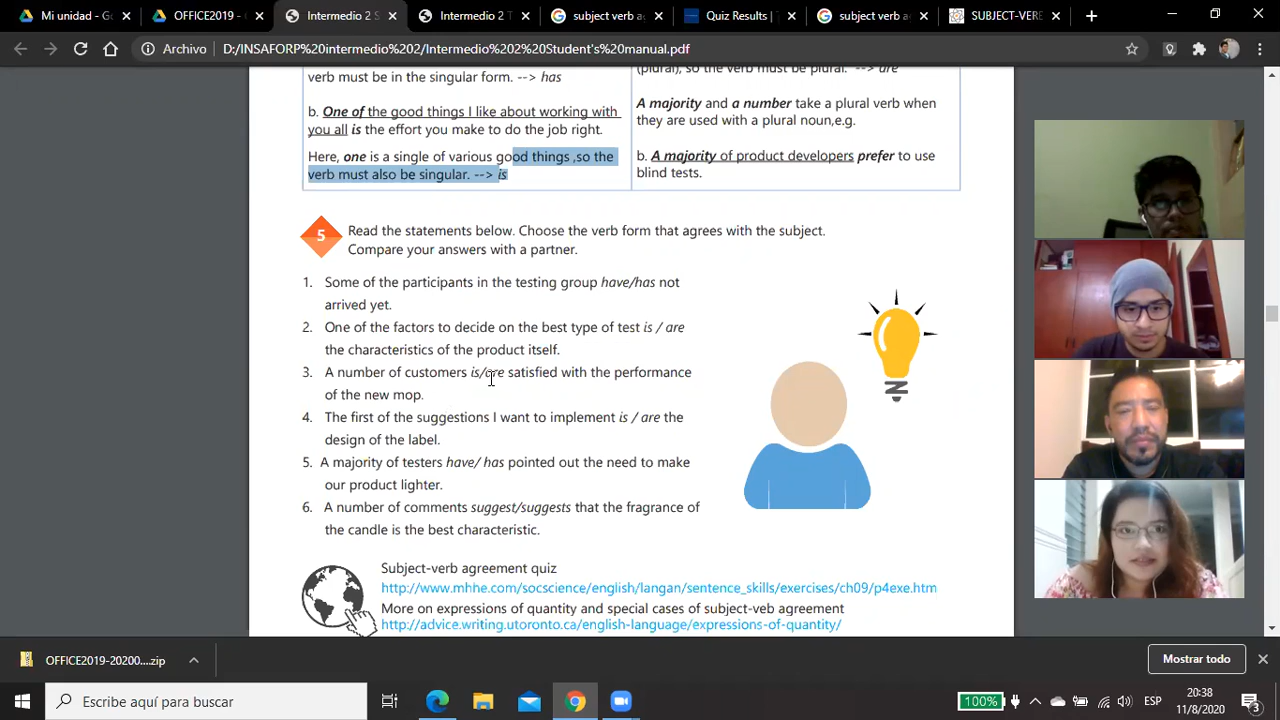 Mi unidad - Go
OFFICE2019 -
Intermedio 2 S
Intermedio 2 T
subject verb ag
Quiz Results |
subject verb ag
SUBJECT-VERB
Archivo
D:/INSAFORP%20intermedio%202/Intermedio%202%20Student's%20manual.pdf
verb must be in the singular form. --> has
(plural), so the verb must be plural. --> are
b. One of the good things I like about working with
you all is the effort you make to do the job right.
Here, one is a single of various good things ,so the
verb must also be singular. --> is
A majority and a number take a plural verb when
they are used with a plural noun,e.g.
b. A majority of product developers prefer to use
blind tests.
5
Read the statements below. Choose the verb form that agrees with the subject.
Compare your answers with a partner.
1. Some of the participants in the testing group have/has not
arrived yet.
2. One of the factors to decide on the best type of test is / are
the characteristics of the product itself.
3. A number of customers is/are satisfied with the performance
of the new mop.
4. The first of the suggestions I want to implement is / are the
design of the label.
5. A majority of testers have/ has pointed out the need to make
our product lighter.
6. A number of comments suggest/suggests that the fragrance of
the candle is the best characteristic.
Subject-verb agreement quiz
http://www.mhhe.com/socscience/english/langan/sentence_skills/exercises/ch09/p4exe.htm
More on expressions of quantity and special cases of subject-veb agreement
http://advice.writing.utoronto.ca/english-language/expressions-of-quantity/
OFFICE2019-20200....zip
Mostrar todo
Escribe aquí para buscar
100%
ESP
20:38
11/8/2020
3